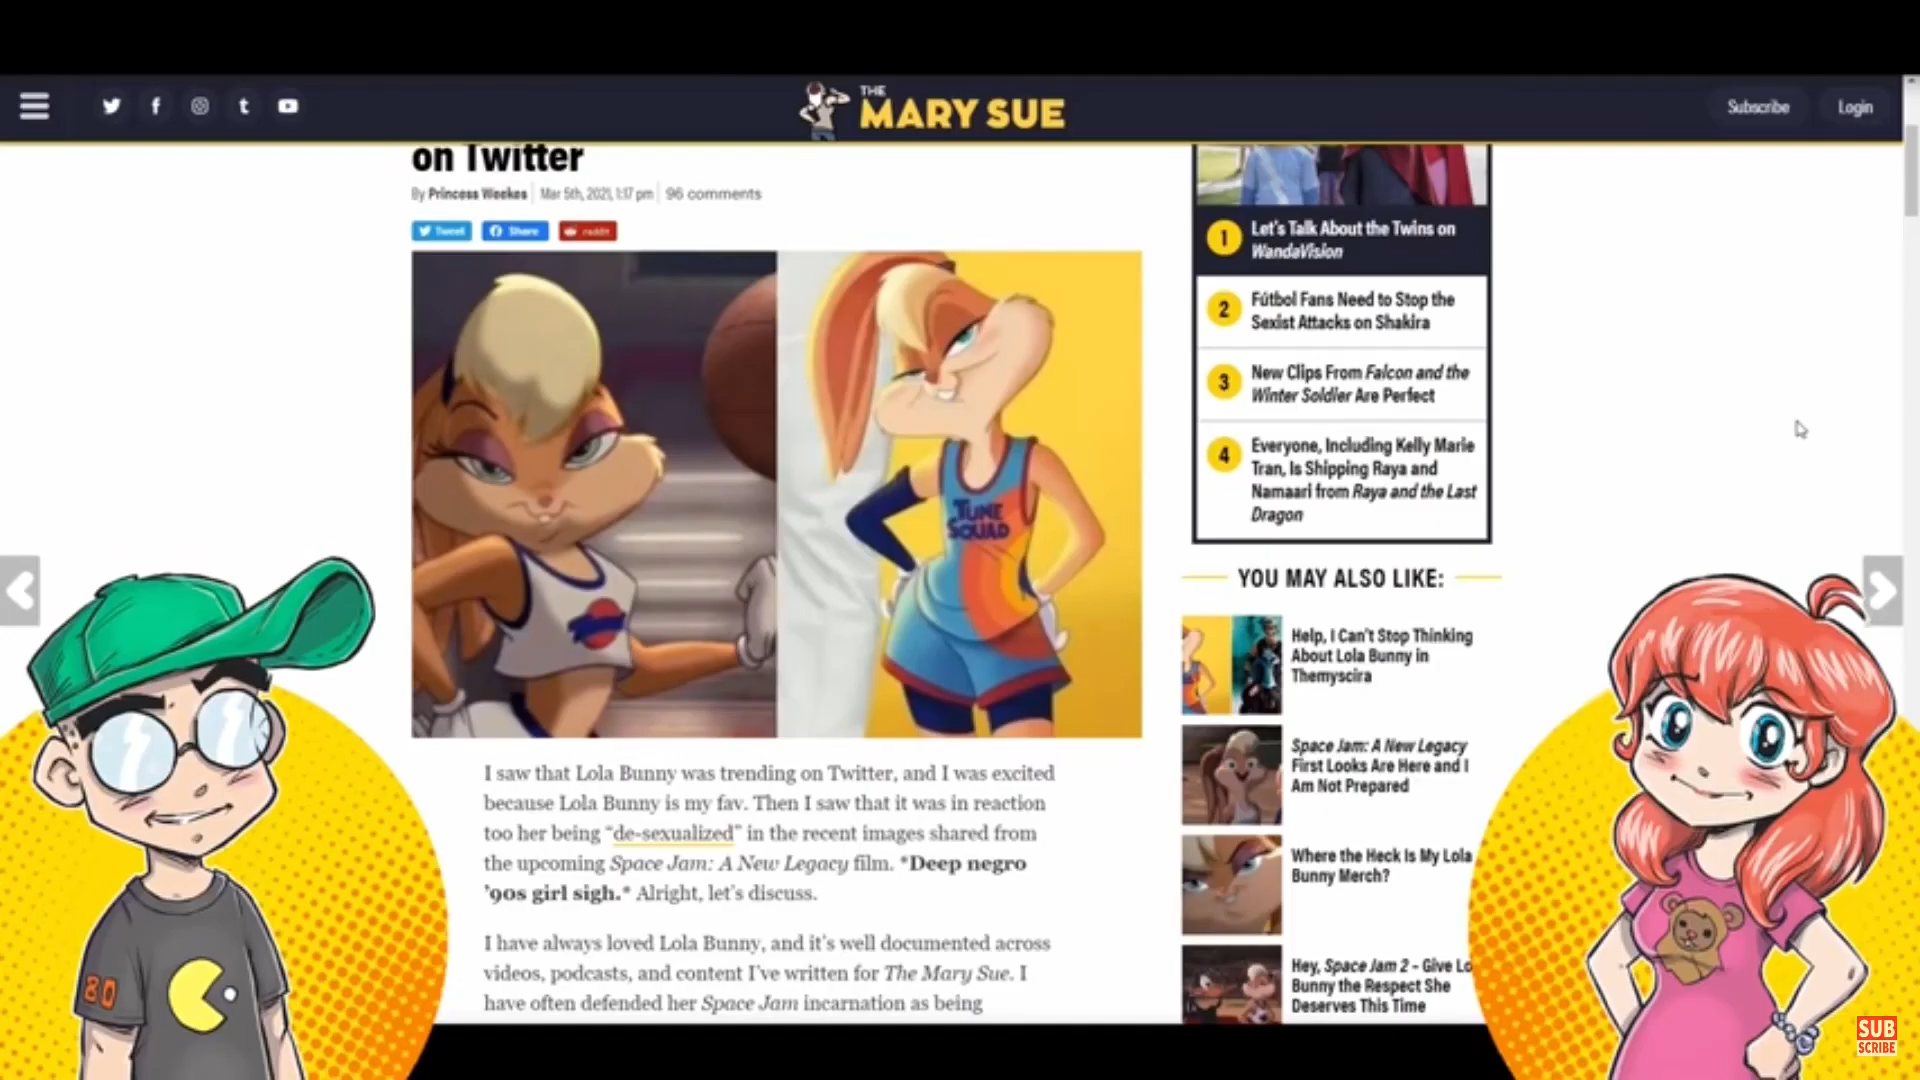 THE
MARY SUE
Subscribe
Login
on Twitter
By Princess Weekes | Mar 5th, 2021, 1:17 pm | 96 comments
Tweet
Share
reddit
TUNE
SQUAD
I saw that Lola Bunny was trending on Twitter, and I was excited
because Lola Bunny is my fav. Then I saw that it was in reaction
too her being “de-sexualized” in the recent images shared from
the upcoming Space Jam: A New Legacy film. *Deep negro
’90s girl sigh.* Alright, let’s discuss.
I have always loved Lola Bunny, and it’s well documented across
videos, podcasts, and content I’ve written for The Mary Sue. I
have often defended her Space Jam incarnation as being
1
Let’s Talk About the Twins on
WandaVision
2
Fútbol Fans Need to Stop the
Sexist Attacks on Shakira
3
New Clips From Falcon and the
Winter Soldier Are Perfect
4
Everyone, Including Kelly Marie
Tran, Is Shipping Raya and
Namaari from Raya and the Last
Dragon
YOU MAY ALSO LIKE:
Help, I Can’t Stop Thinking
About Lola Bunny in
Themyscira
Space Jam: A New Legacy
First Looks Are Here and I
Am Not Prepared
Where the Heck Is My Lola
Bunny Merch?
Hey, Space Jam 2 – Give Lo
Bunny the Respect She
Deserves This Time
80
SUB
SCRIBE